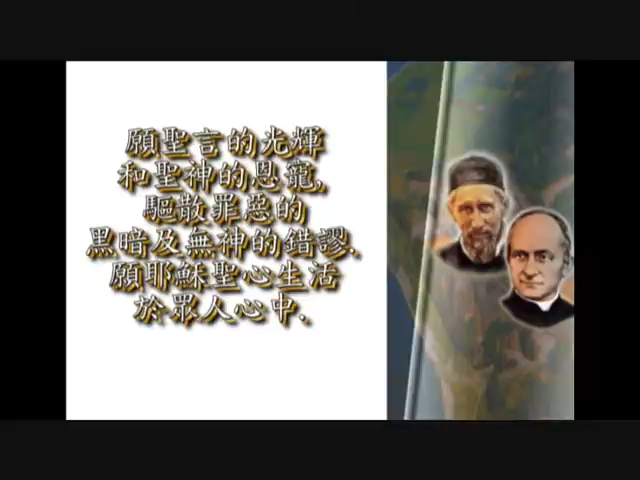 願聖言的光輝
和聖神的恩寵,
驅散罪惡的
黑暗及無神的錯謬.
願耶穌聖心生活
於眾人心中.